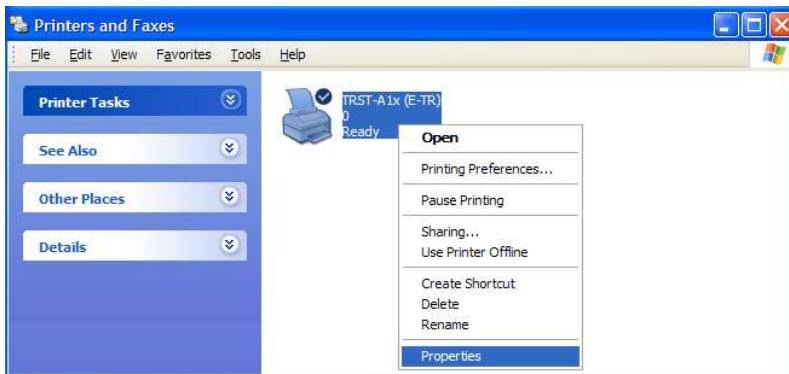 Printers and Faxes
File Edit View Favorites Tools Help
Printer Tasks
See Also
Other Places
Details
TRST-A1x (E-TR)
0
Ready
Open
Printing Preferences...
Pause Printing
Sharing...
Use Printer Offline
Create Shortcut
Delete
Rename
Properties